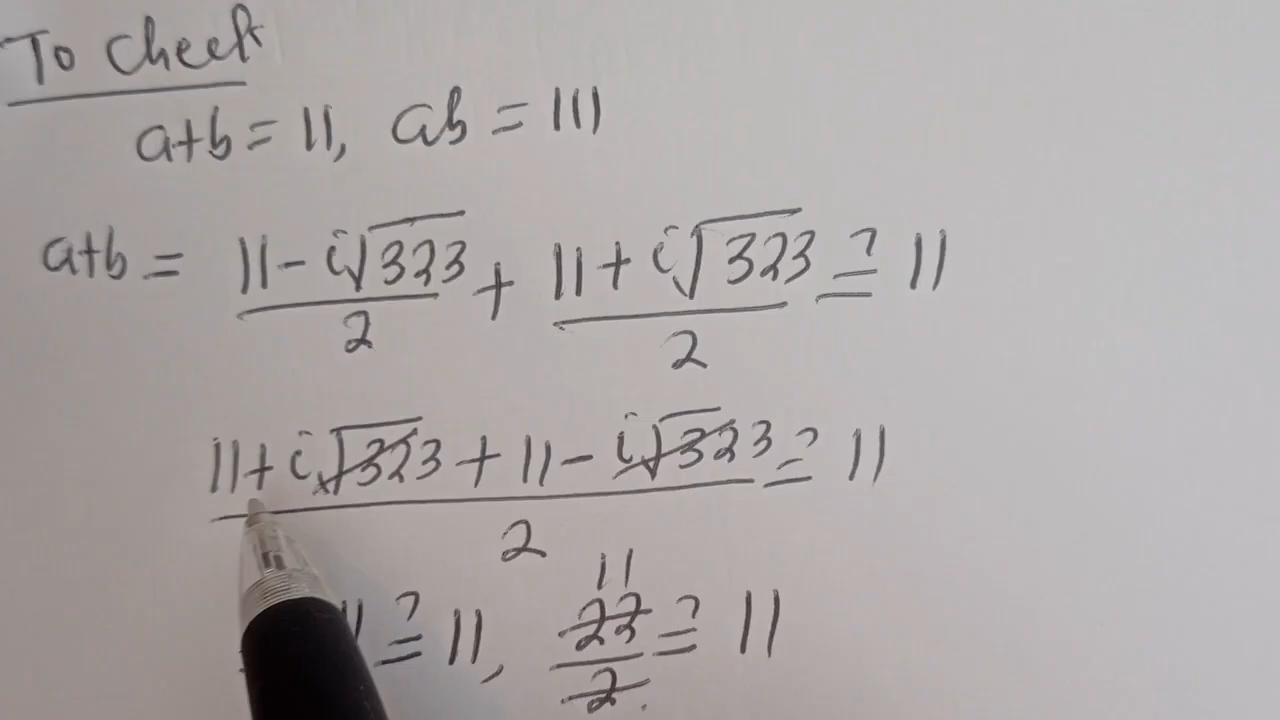 To Check
a+b = 11, ab = 111
a+b = (11 - i√323)/2 + (11 + i√323)/2 ≟ 11
(11 + i√323 + 11 - i√323)/2 ≟ 11
≟ 11, 22/2 11 ≟ 11